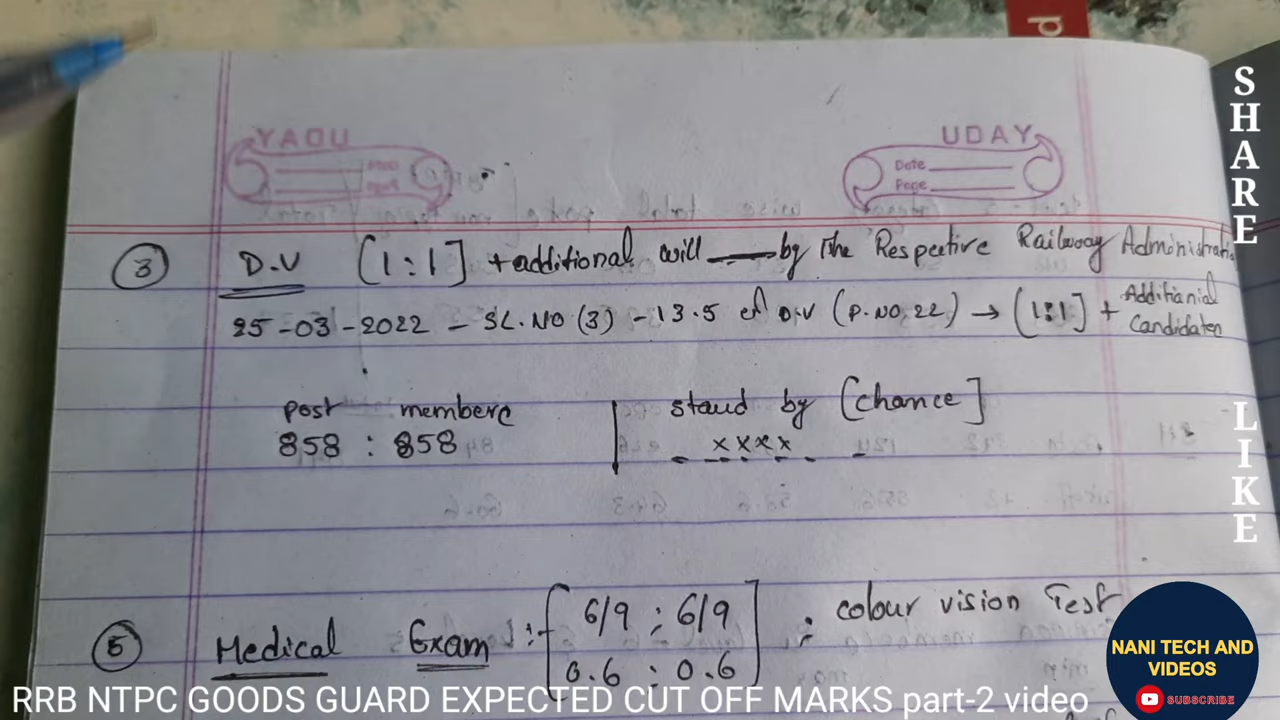 UDAY
UDAY
Date
Page
③ D.V [1:1] +additional will — by The Respective Railway Administrati
25-03-2022 - SL.NO (3) - 13.5 of D.V (P.NO.22) → [1:1] + Additianial Candidates
post members | stand by [chance]
858 : 858 | xxxx
⑤ Medical Exam :- [6/9 : 6/9 ; colour vision Test
0.6 : 0.6]
SHARE
LIKE
NANI TECH AND
VIDEOS
SUBSCRIBE
RRB NTPC GOODS GUARD EXPECTED CUT OFF MARKS part-2 video